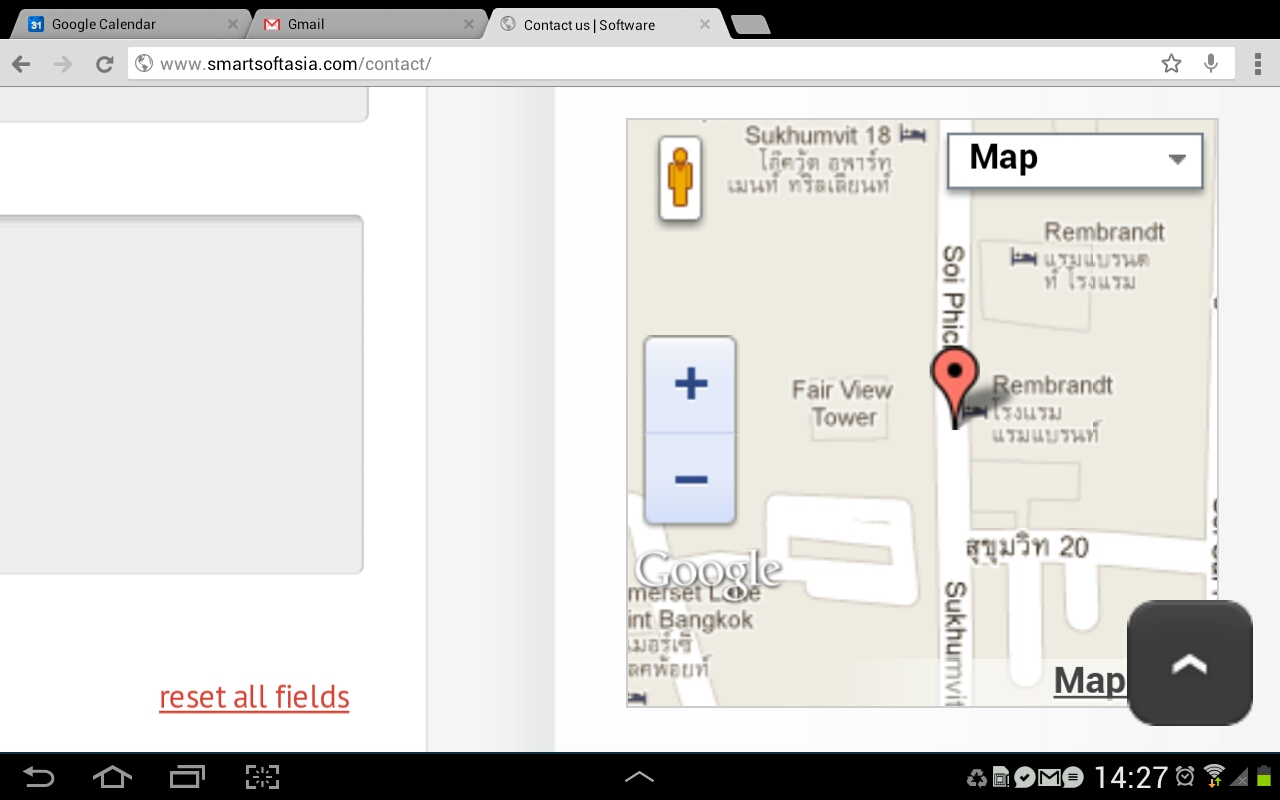 31 Google Calendar
Gmail
Contact us | Software
www.smartsoftasia.com/contact/
Sukhumvit 18
โอ๊ควู้ด อพาร์ท
เมนท์ ทริลเลียนท์
Map
Rembrandt
แรมแบรนด
ท์ โรงแรม
Soi Phic
Fair View
Tower
Rembrandt
โรงแรม
แรมแบรนท์
สุขุมวิท 20
Google
merset Lake
int Bangkok
เมอร์เซ็
ลคพ้อยท์
Sukhumvit
Map
reset all fields
14:27